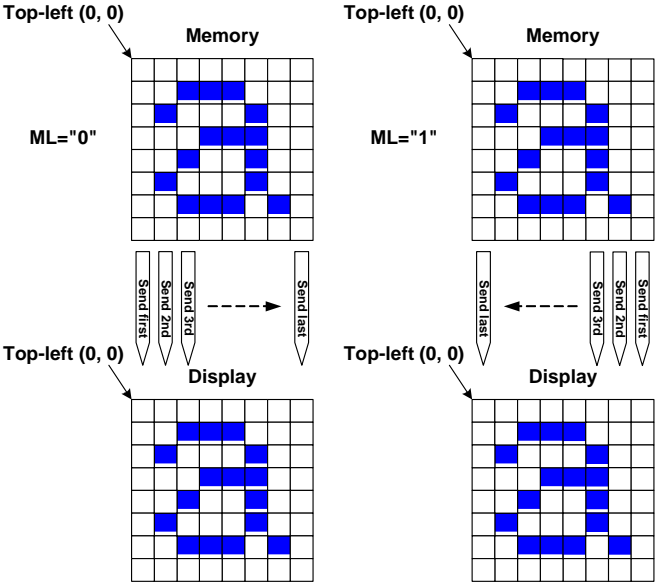 Top-left (0, 0)
Memory
ML="0"
Send first
Send 2nd
Send 3rd
Send last
Top-left (0, 0)
Display
Top-left (0, 0)
Memory
ML="1"
Send last
Send 3rd
Send 2nd
Send first
Top-left (0, 0)
Display